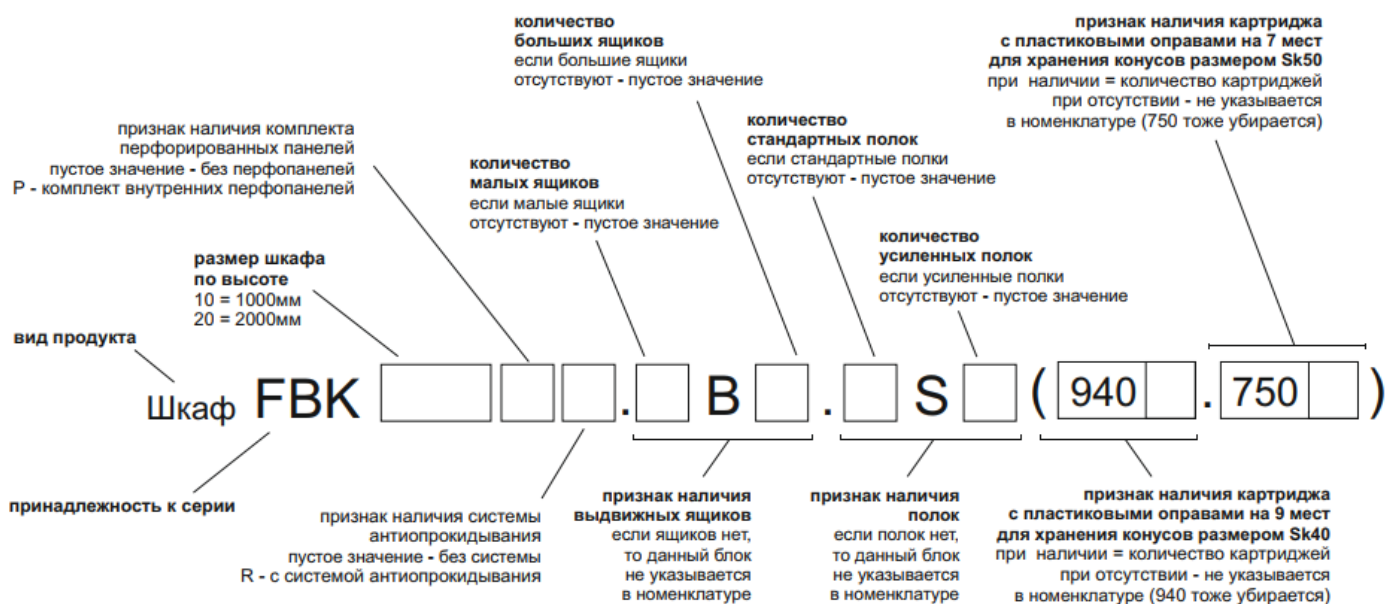 количество
больших ящиков
если большие ящики
отсутствуют - пустое значение
признак наличия картриджа
с пластиковыми оправами на 7 мест
для хранения конусов размером Sk50
при наличии = количество картриджей
при отсутствии - не указывается
в номенклатуре (750 тоже убирается)
признак наличия комплекта
перфорированных панелей
пустое значение - без перфопанелей
P - комплект внутренних перфопанелей
количество
малых ящиков
если малые ящики
отсутствуют - пустое значение
количество
стандартных полок
если стандартные полки
отсутствуют - пустое значение
количество
усиленных полок
если усиленные полки
отсутствуют - пустое значение
размер шкафа
по высоте
10 = 1000мм
20 = 2000мм
вид продукта
Шкаф FBK . B . S ( 940 . 750 )
принадлежность к серии
признак наличия системы
антиопрокидывания
пустое значение - без системы
R - с системой антиопрокидывания
признак наличия
выдвижных ящиков
если ящиков нет,
то данный блок
не указывается
в номенклатуре
признак наличия
полок
если полок нет,
то данный блок
не указывается
в номенклатуре
признак наличия картриджа
с пластиковыми оправами на 9 мест
для хранения конусов размером Sk40
при наличии = количество картриджей
при отсутствии - не указывается
в номенклатуре (940 тоже убирается)